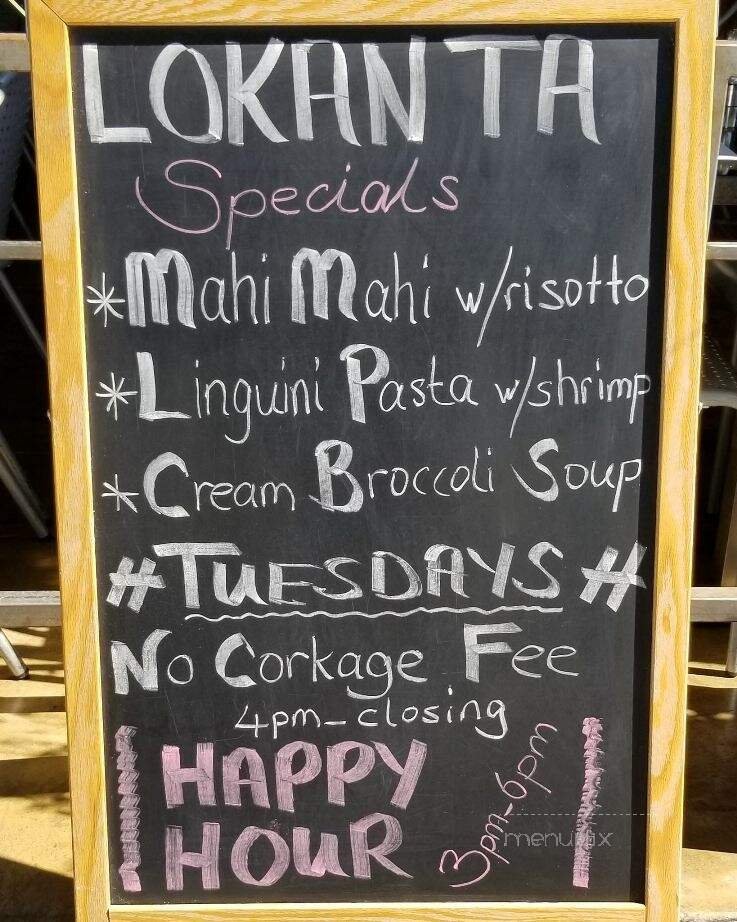 LOKANTA
Specials
*Mahi Mahi w/risotto
*Linguini Pasta w/shrimp
*Cream Broccoli Soup
#TUESDAYS#
No Corkage Fee
4pm-closing
HAPPY
HOUR
3pm-6pm
menupix